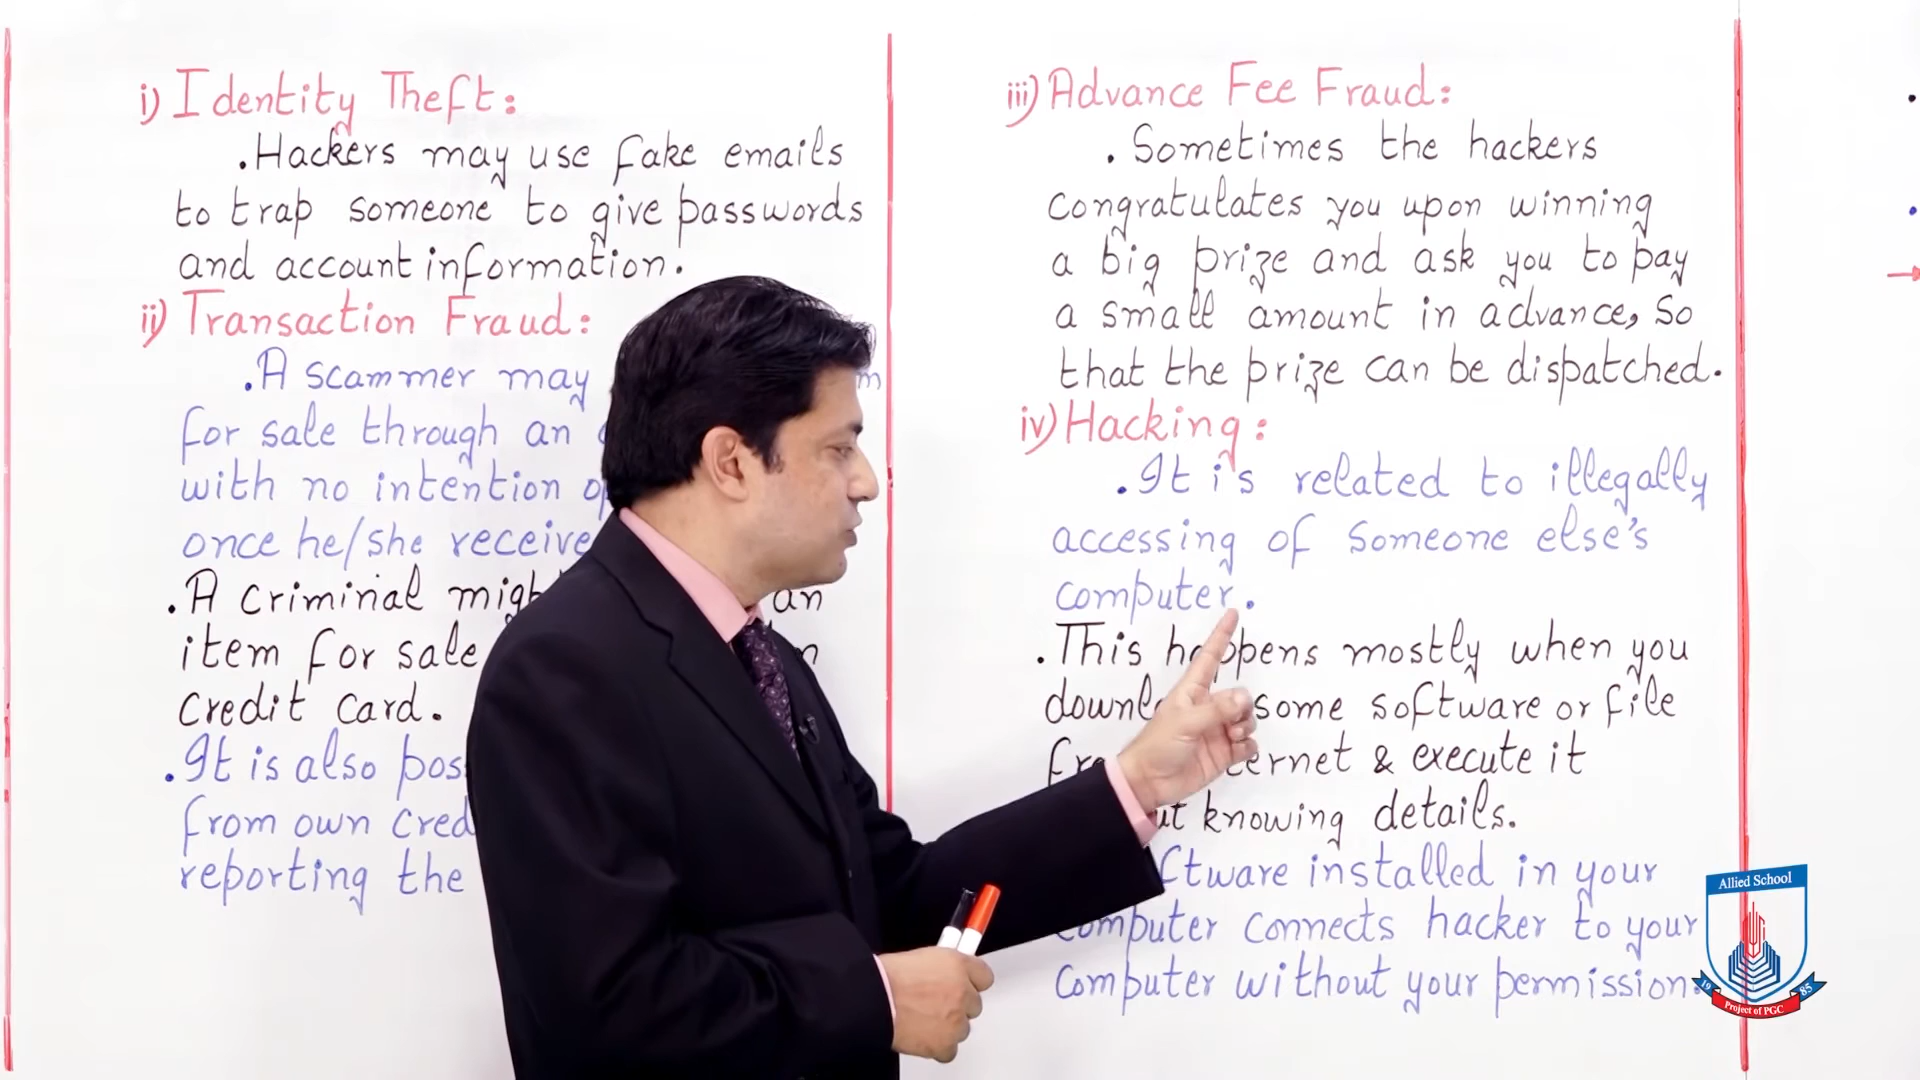 i) Identity Theft:
.Hackers may use fake emails
to trap someone to give passwords
and account information.
ii) Transaction Fraud:
.A scammer may
for sale through an
with no intention
once he/she receive
.A criminal might an
item for sale
credit card.
.It is also
from own
reporting the
iii) Advance Fee Fraud:
.Sometimes the hackers
congratulates you upon winning
a big prize and ask you to pay
a small amount in advance, so
that the prize can be dispatched.
iv) Hacking:
.It is related to illegally
accessing of someone else's
computer.
.This happens mostly when you
some software or file
& execute it
knowing details.
installed in your
computer connects hacker to your
computer without your permission.
Allied School
19 85
Project of PGC